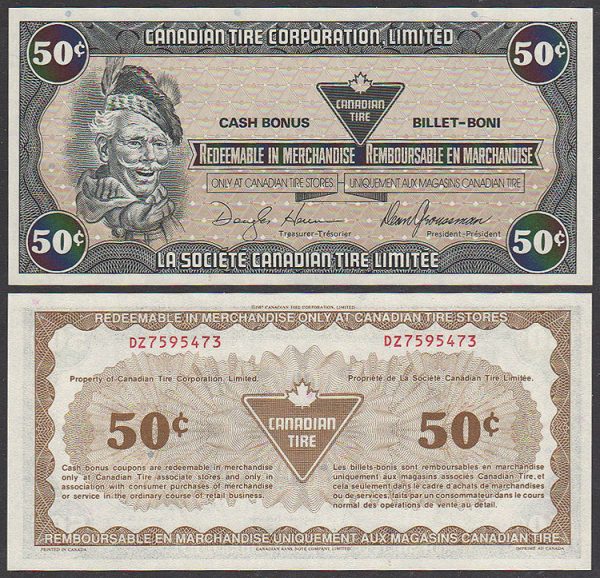 50¢ CANADIAN TIRE CORPORATION, LIMITED 50¢
CANADIAN
TIRE
CASH BONUS BILLET-BONI
REDEEMABLE IN MERCHANDISE REMBOURSABLE EN MARCHANDISE
ONLY AT CANADIAN TIRE STORES UNIQUEMENT AUX MAGASINS CANADIAN TIRE
Dean Groussman
Treasurer-Trésorier President-Président
50¢ LA SOCIÉTÉ CANADIAN TIRE LIMITÉE 50¢
©1987 CANADIAN TIRE CORPORATION, LIMITED
REDEEMABLE IN MERCHANDISE ONLY AT CANADIAN TIRE STORES
DZ7595473 DZ7595473
Property of Canadian Tire Corporation, Limited. Propriété de La Société Canadian Tire Limitée.
50¢ CANADIAN 50¢
TIRE
Cash bonus coupons are redeemable in merchandise
only at Canadian Tire associate stores and only in
association with consumer purchases of merchandise
or service in the ordinary course of retail business.
Les billets-bonis sont remboursables en marchandise
uniquement aux magasins associés Canadian Tire, et
cela seulement dans le cadre d'achats de marchandises
ou de services, faits par un consommateur dans le cours
normal des opérations de vente au détail.
REMBOURSABLE EN MARCHANDISE UNIQUEMENT AUX MAGASINS CANADIAN TIRE
PRINTED IN CANADA CANADIAN BANK NOTE COMPANY, LIMITED IMPRIMÉ AU CANADA